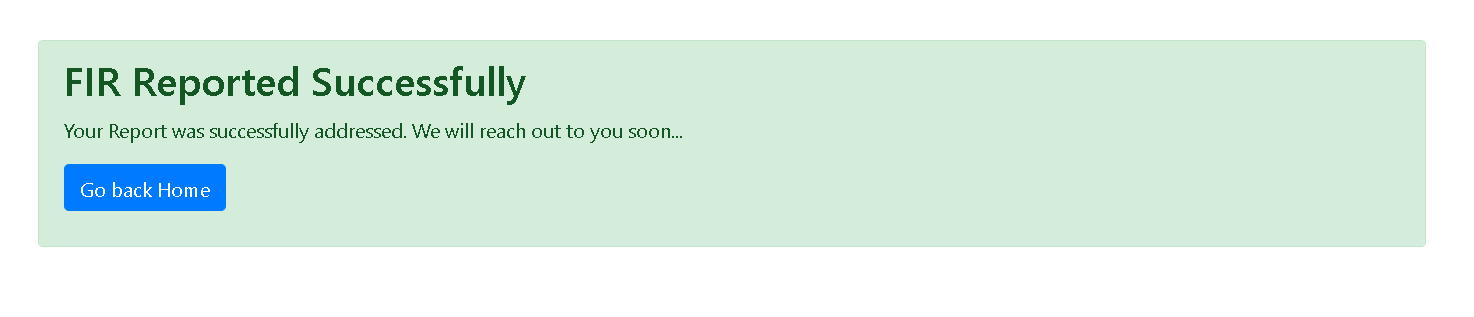 FIR Reported Successfully
Your Report was successfully addressed. We will reach out to you soon...
Go back Home